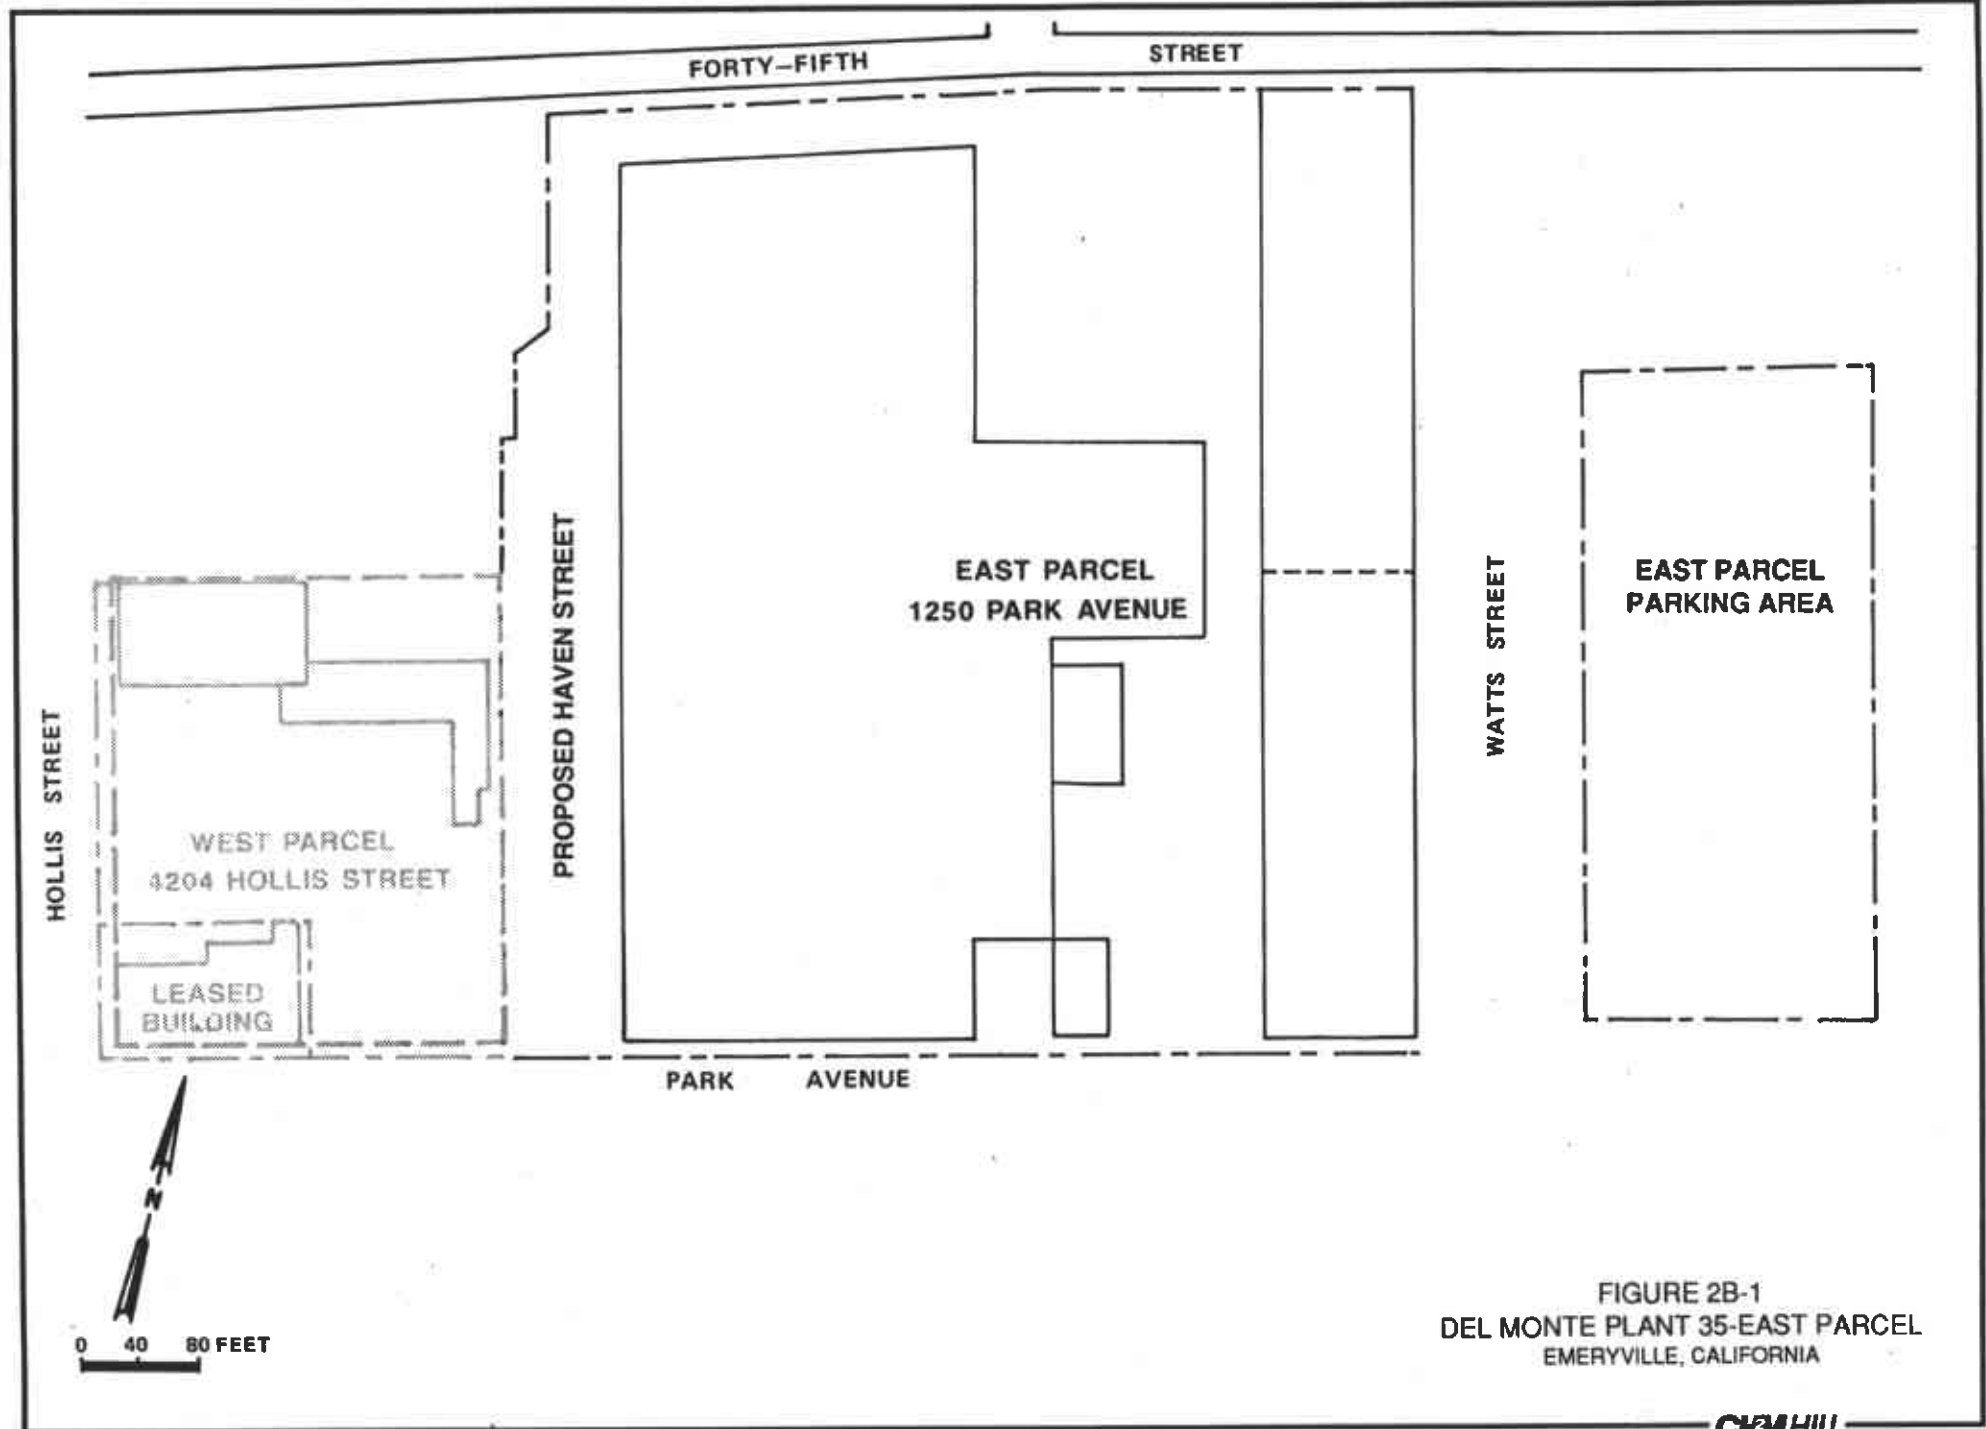 FORTY–FIFTH STREET
PROPOSED HAVEN STREET
EAST PARCEL
1250 PARK AVENUE
WATTS STREET
EAST PARCEL
PARKING AREA
HOLLIS STREET
WEST PARCEL
4204 HOLLIS STREET
LEASED
BUILDING
PARK AVENUE
N
0 40 80 FEET
FIGURE 2B-1
DEL MONTE PLANT 35-EAST PARCEL
EMERYVILLE, CALIFORNIA
CH2M HILL